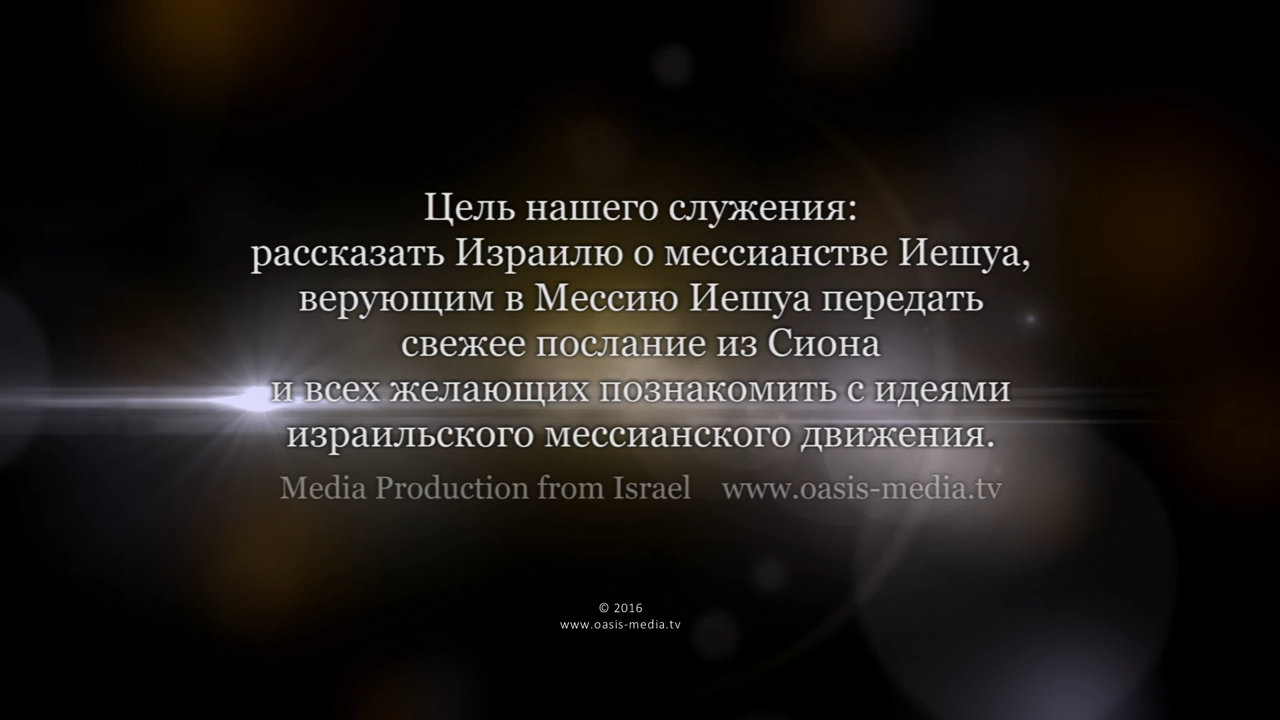 Цель нашего служения:
рассказать Израилю о мессианстве Иешуа,
верующим в Мессию Иешуа передать
свежее послание из Сиона
и всех желающих познакомить с идеями
израильского мессианского движения.
Media Production from Israel www.oasis-media.tv
© 2016
www.oasis-media.tv